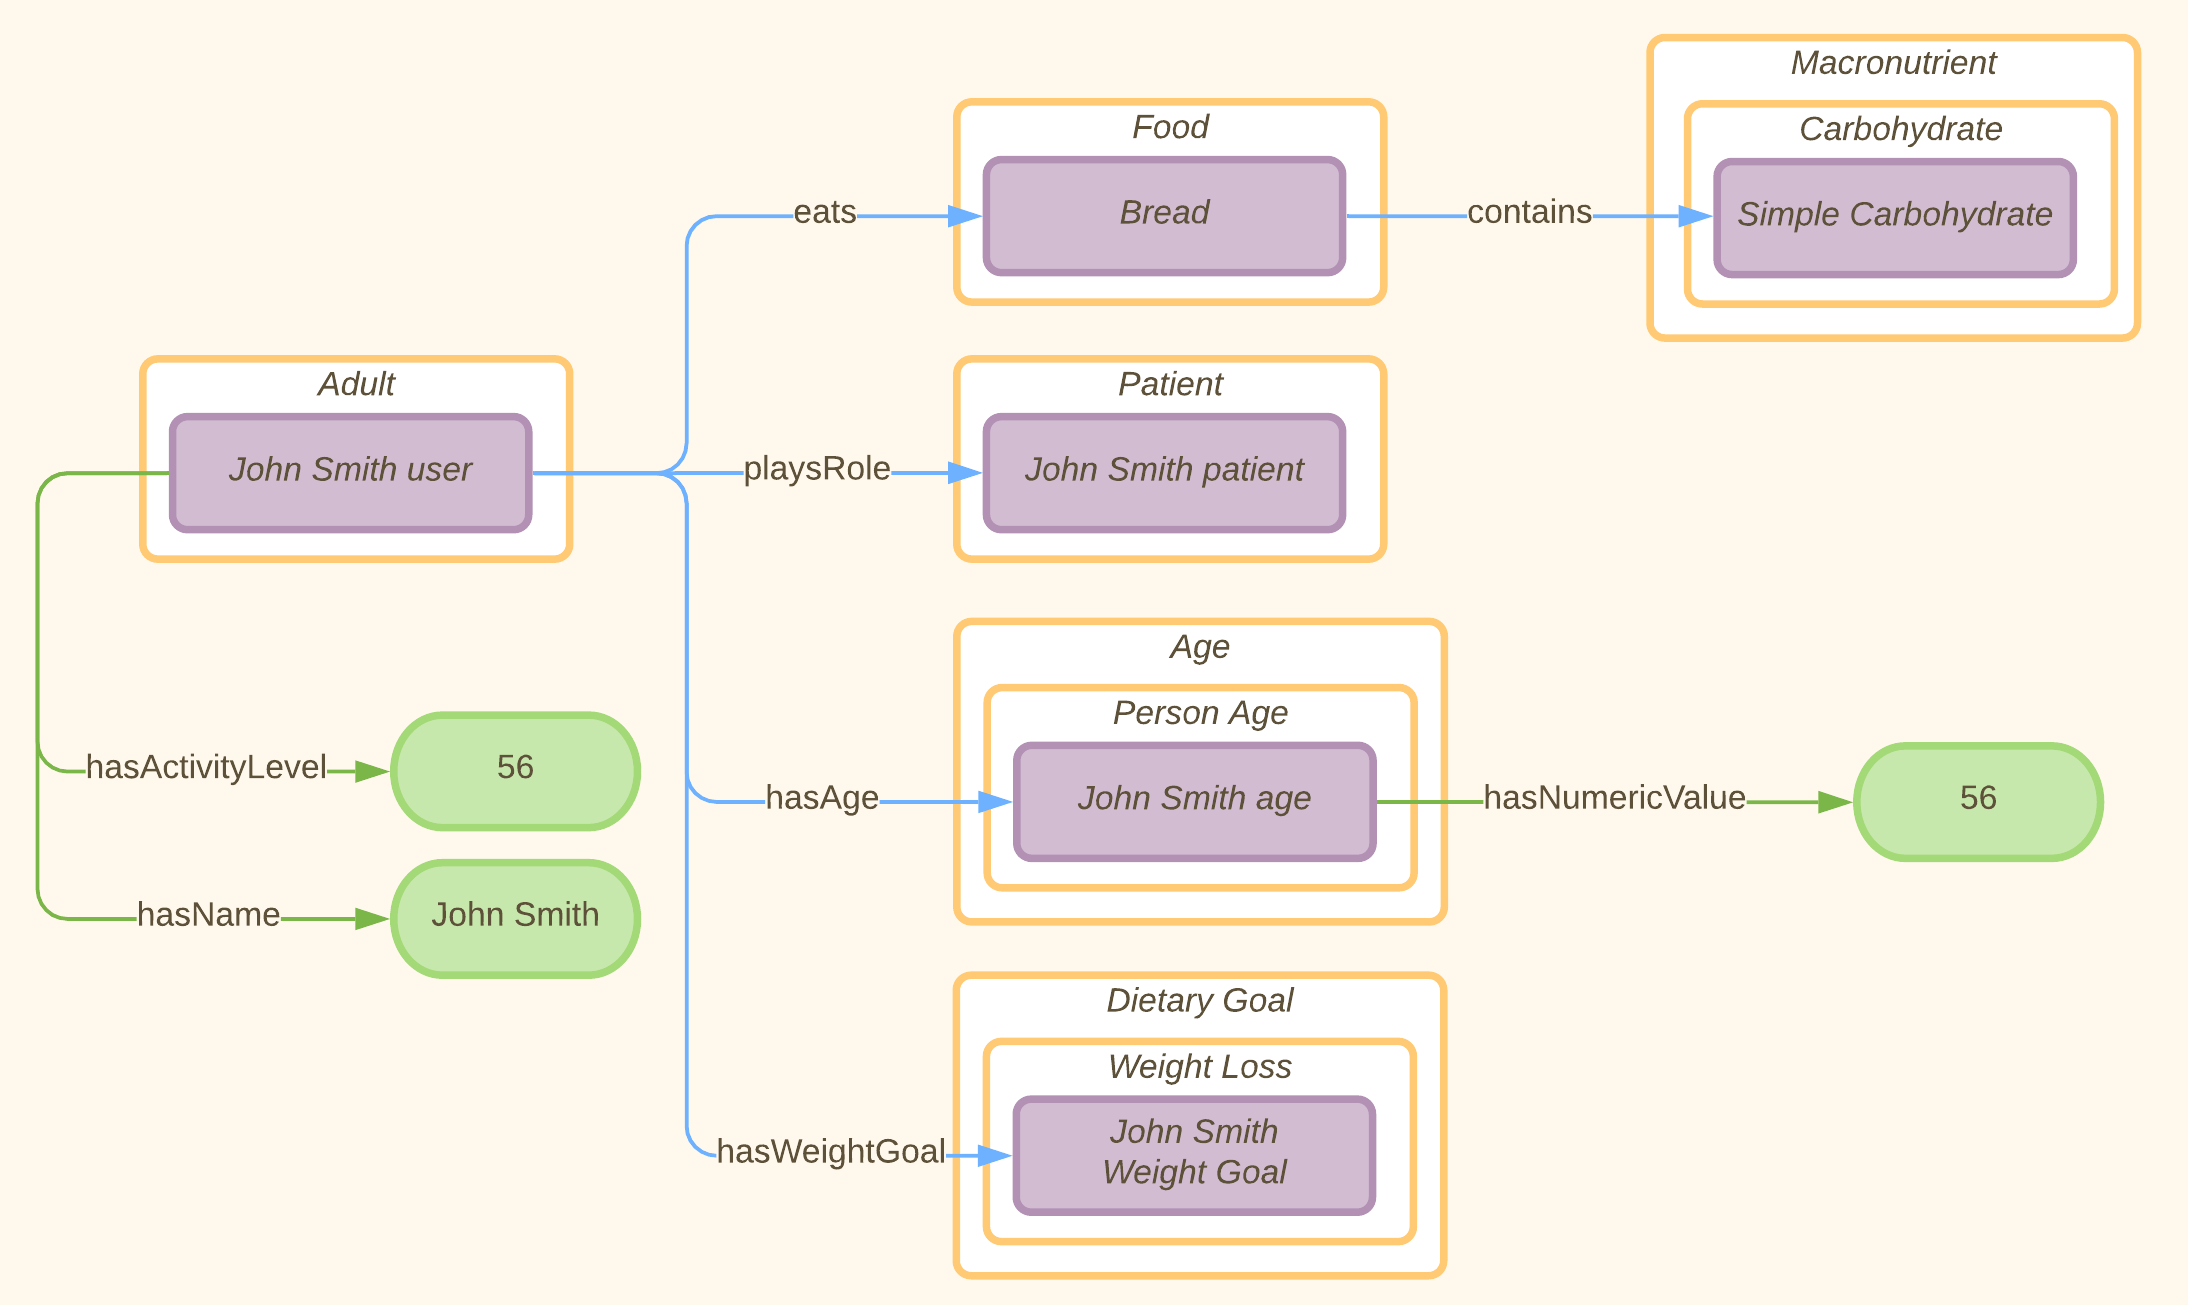 Macronutrient
Food
Carbohydrate
eats
Bread
contains
Simple Carbohydrate
Adult
Patient
John Smith user
playsRole
John Smith patient
Age
Person Age
hasActivityLevel
56
hasAge
John Smith age
hasNumericValue
56
hasName
John Smith
Dietary Goal
Weight Loss
hasWeightGoal
John Smith
Weight Goal